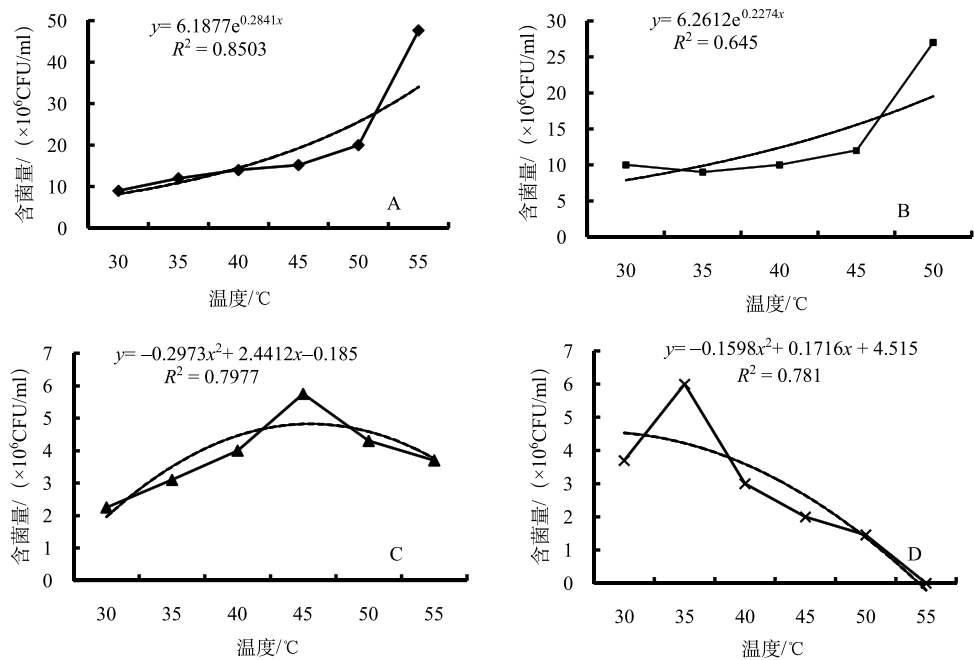 y= 6.1877e^0.2841x
R² = 0.8503
含菌量/（×10⁶CFU/ml）
50
40
30
20
10
0
A
30 35 40 45 50 55
温度/℃
y= 6.2612e^0.2274x
R² = 0.645
含菌量/（×10⁶CFU/ml）
30
25
20
15
10
5
0
B
30 35 40 45 50
温度/℃
y= –0.2973x²+ 2.4412x–0.185
R² = 0.7977
含菌量/（×10⁶CFU/ml）
7
6
5
4
3
2
1
0
C
30 35 40 45 50 55
温度/℃
y= –0.1598x²+ 0.1716x + 4.515
R² = 0.781
含菌量/（×10⁶CFU/ml）
7
6
5
4
3
2
1
0
D
30 35 40 45 50 55
温度/℃